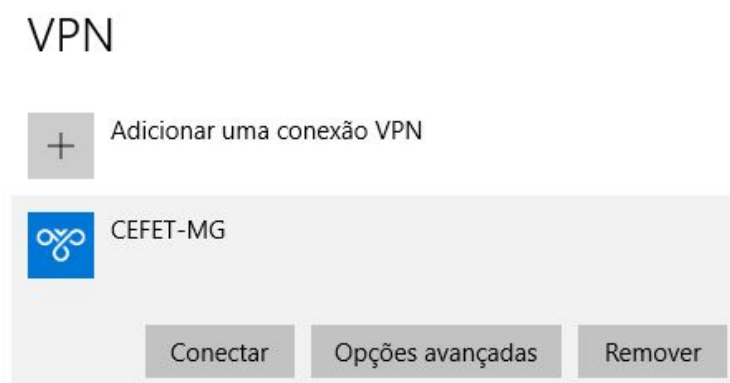 VPN
Adicionar uma conexão VPN
CEFET-MG
Conectar Opções avançadas Remover